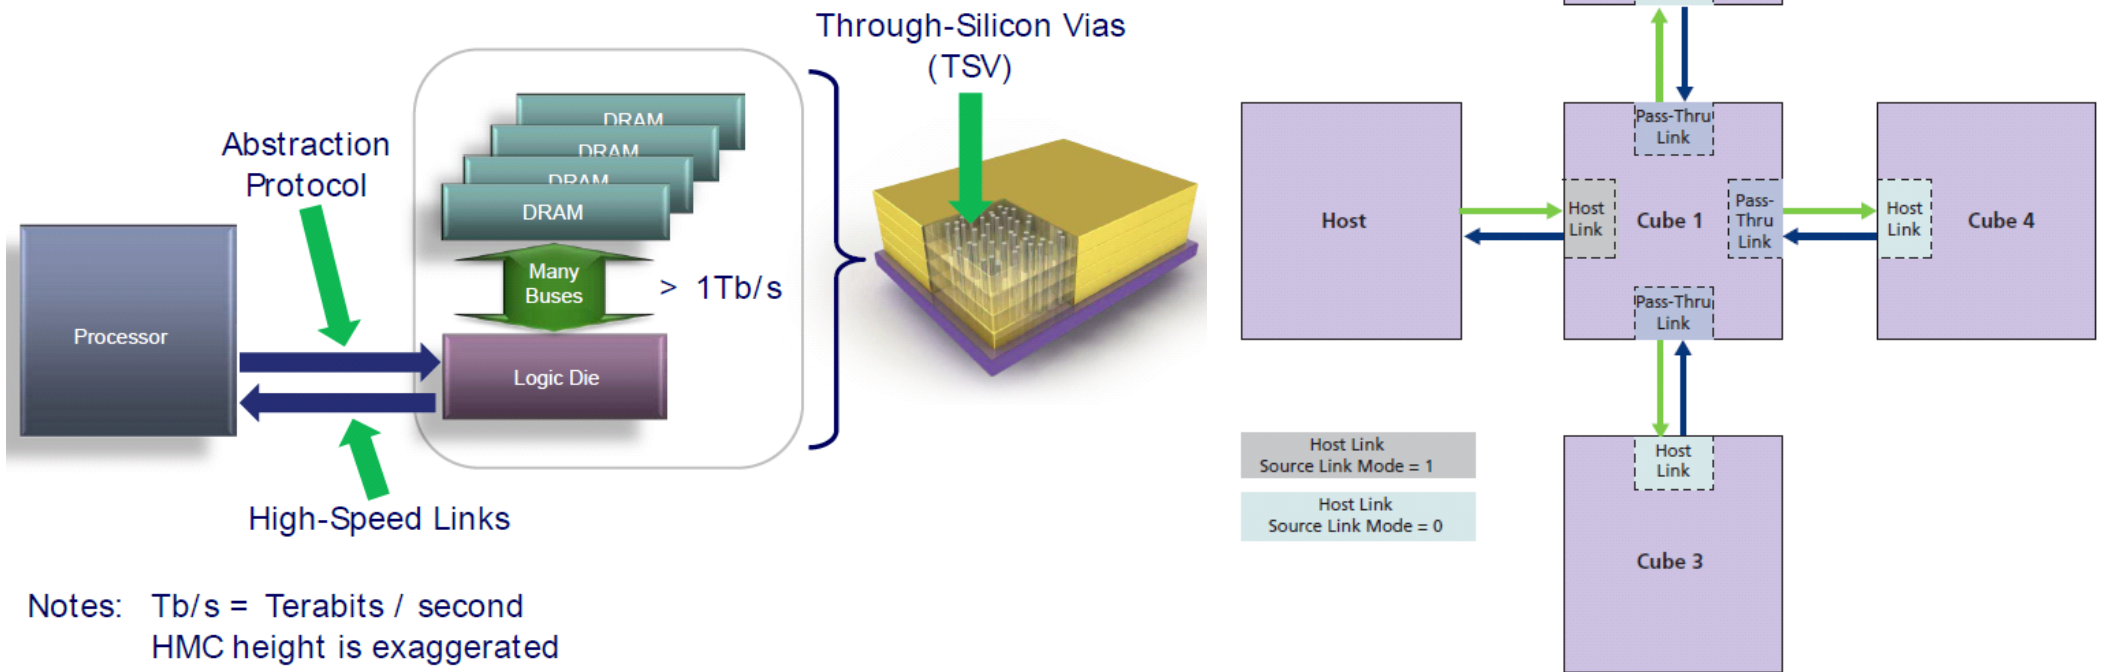 Through-Silicon Vias
(TSV)
Abstraction
Protocol
DRAM
DRAM
DRAM
DRAM
Many
Buses
> 1Tb/s
Processor
Logic Die
High-Speed Links
Notes: Tb/s = Terabits / second
HMC height is exaggerated
Pass-Thru
Link
Host
Host
Link
Cube 1
Pass-
Thru
Link
Host
Link
Cube 4
Pass-Thru
Link
Host Link
Source Link Mode = 1
Host Link
Source Link Mode = 0
Host
Link
Cube 3